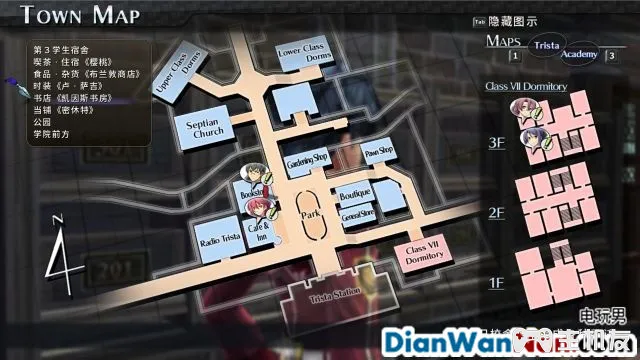 TOWN MAP
Tab 隐藏图示
第３学生宿舍
喫茶·住宿《樱桃》
食品·杂货《布兰敦商店》
时装《卢·萨吉》
书店《凯因斯书房》
当铺《密休特》
公园
学院前方
MAPS
Trista
Academy
1
3
Upper Class
Dorms
Lower Class
Dorms
Septian
Church
Gardening Shop
Pawn Shop
Boutique
General Store
Park
Café &
Inn
Radio Trista
Class VII
Dormitory
Trista Station
N
Class VII Dormitory
3F
2F
1F
201
电玩男
DianWan